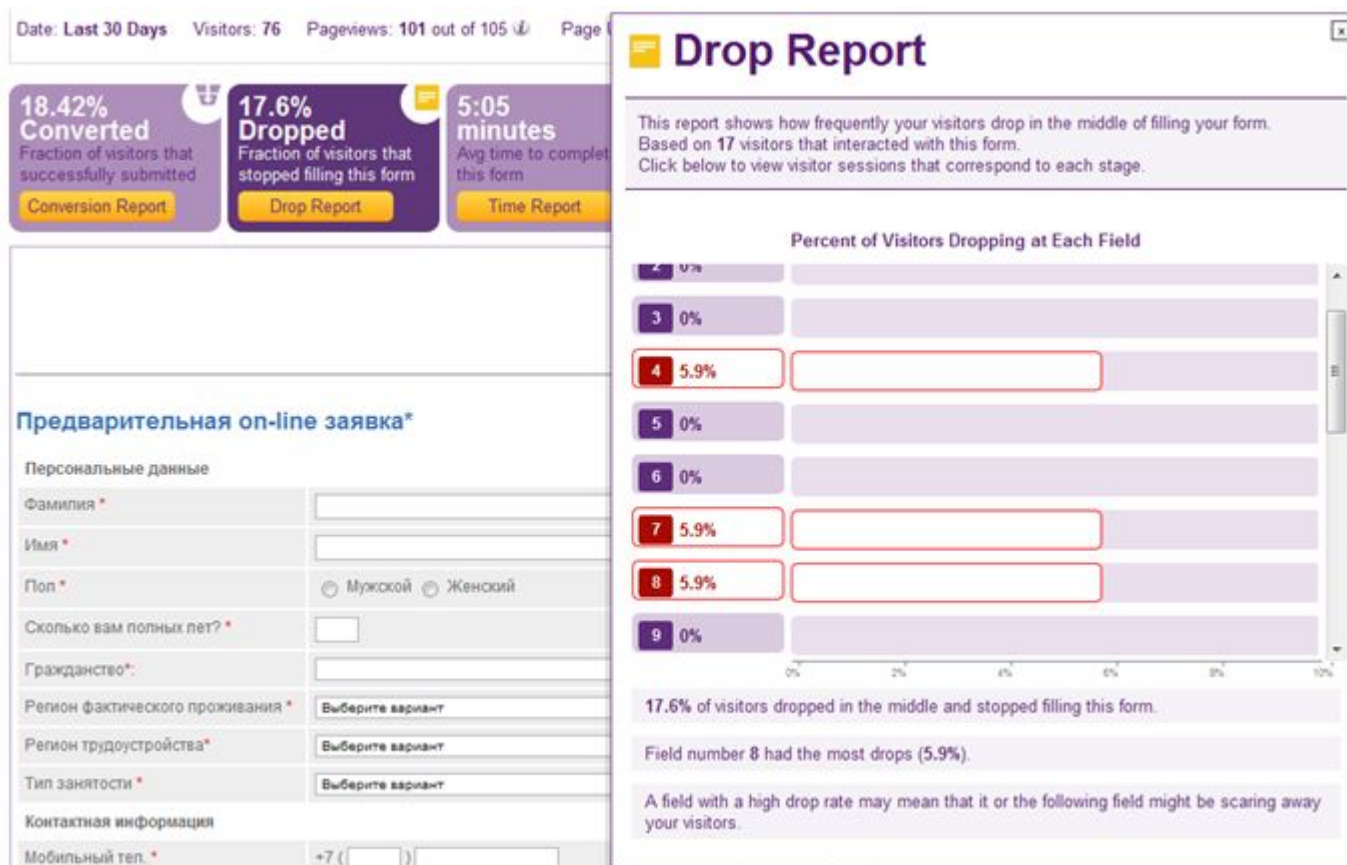 Date: Last 30 Days Visitors: 76 Pageviews: 101 out of 105 Page
18.42%
Converted
Fraction of visitors that
successfully submitted
Conversion Report
17.6%
Dropped
Fraction of visitors that
stopped filling this form
Drop Report
5:05
minutes
Avg time to complet
this form
Time Report
Предварительная on-line заявка*
Персональные данные
Фамилия *
Имя *
Пол * Мужской Женский
Сколько вам полных лет? *
Гражданство*:
Регион фактического проживания * Выберите вариант
Регион трудоустройства* Выберите вариант
Тип занятости * Выберите вариант
Контактная информация
Мобильный тел. * +7 ( )
x
Drop Report
This report shows how frequently your visitors drop in the middle of filling your form.
Based on 17 visitors that interacted with this form.
Click below to view visitor sessions that correspond to each stage.
Percent of Visitors Dropping at Each Field
2 0%
3 0%
4 5.9%
5 0%
6 0%
7 5.9%
8 5.9%
9 0%
0% 2% 4% 6% 8% 10%
17.6% of visitors dropped in the middle and stopped filling this form.
Field number 8 had the most drops (5.9%).
A field with a high drop rate may mean that it or the following field might be scaring away
your visitors.